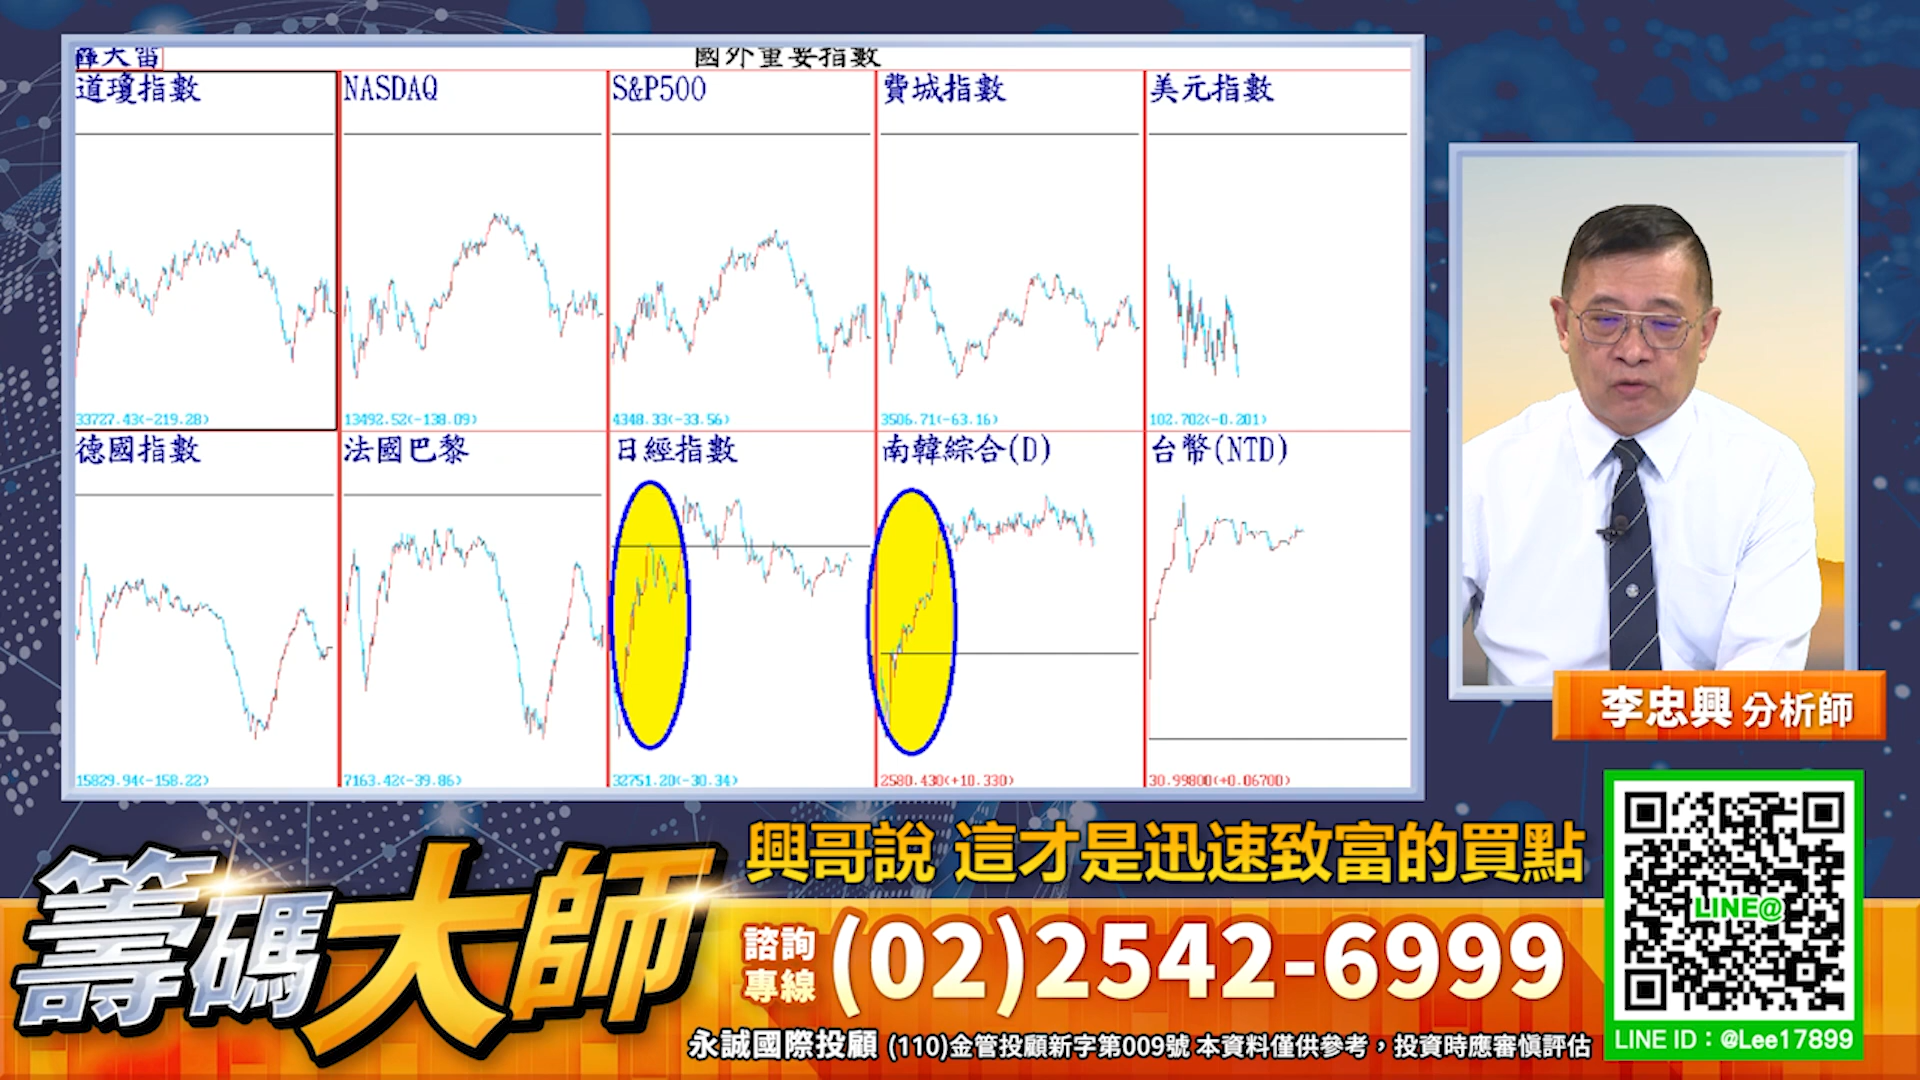 羅大雷
國外重要指數
道瓊指數
NASDAQ
S&P500
費城指數
美元指數
33727.43(-219.28)
13492.52(-138.09)
4348.33(-33.56)
3506.71(-63.16)
102.702(-0.201)
德國指數
法國巴黎
日經指數
南韓綜合(D)
台幣(NTD)
15829.94(-158.22)
7163.42(-39.86)
32751.20(-30.34)
2580.430(+10.330)
30.99800(+0.06700)
李忠興 分析師
籌碼大師
興哥說 這才是迅速致富的買點
諮詢專線
(02)2542-6999
永誠國際投顧 (110)金管投顧新字第009號 本資料僅供參考，投資時應審慎評估
LINE@
LINE ID：@Lee17899